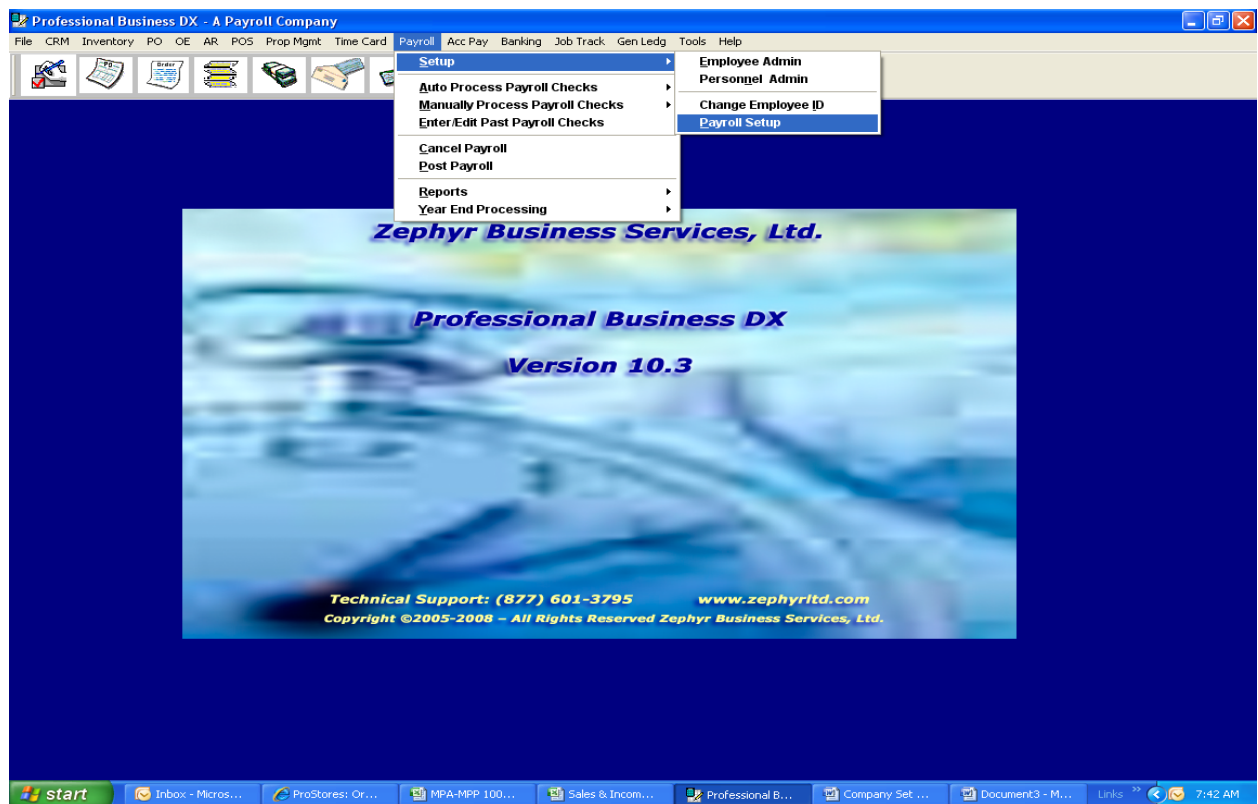 Professional Business DX - A Payroll Company
File CRM Inventory PO OE AR POS Prop Mgmt Time Card Payroll Acc Pay Banking Job Track Gen Ledg Tools Help
Setup
Auto Process Payroll Checks
Manually Process Payroll Checks
Enter/Edit Past Payroll Checks
Cancel Payroll
Post Payroll
Reports
Year End Processing
Employee Admin
Personnel Admin
Change Employee ID
Payroll Setup
Zephyr Business Services, Ltd.
Professional Business DX
Version 10.3
Technical Support: (877) 601-3795 www.zephyrltd.com
Copyright ©2005-2008 – All Rights Reserved Zephyr Business Services, Ltd.
start Inbox - Micros... ProStores: Or... MPA-MPP 100... Sales & Incom... Professional B... Company Set ... Document3 - M... Links » 7:42 AM